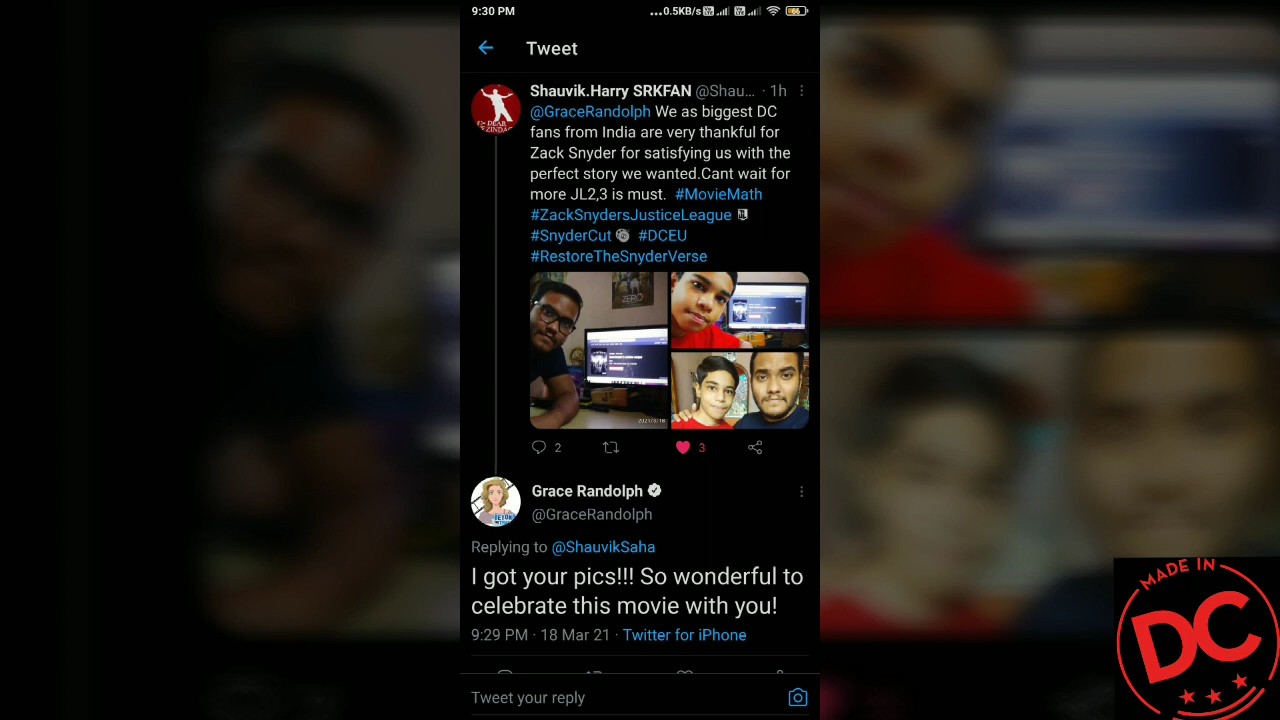 9:30 PM
...0.5KB/s
66
Tweet
Shauvik.Harry SRKFAN @Shau... · 1h
@GraceRandolph We as biggest DC
fans from India are very thankful for
Zack Snyder for satisfying us with the
perfect story we wanted.Cant wait for
more JL2,3 is must. #MovieMath
#ZackSnydersJusticeLeague
#SnyderCut #DCEU
#RestoreTheSnyderVerse
ZERO
2021/3/18
2
3
Grace Randolph
@GraceRandolph
Replying to @ShauvikSaha
I got your pics!!! So wonderful to
celebrate this movie with you!
9:29 PM · 18 Mar 21 · Twitter for iPhone
Tweet your reply
MADE IN
DC